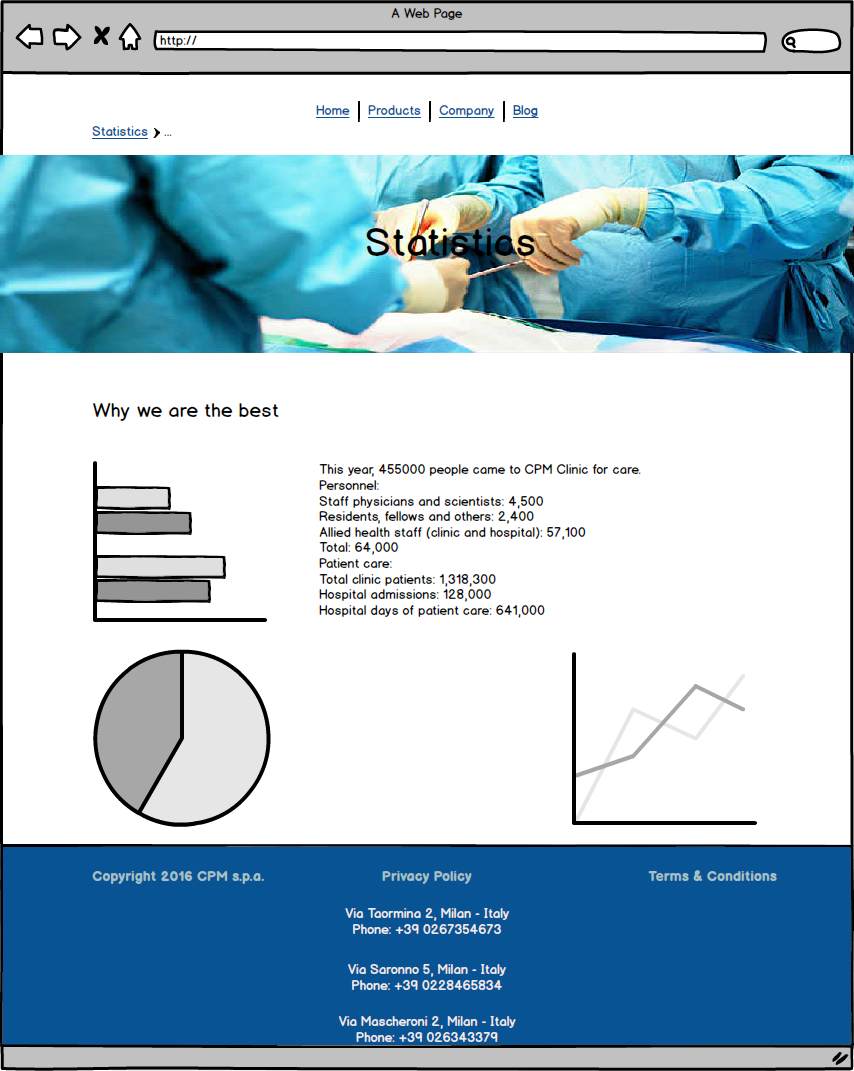 A Web Page
http://
Home Products Company Blog
Statistics ...
Statistics
Why we are the best
This year, 455000 people came to CPM Clinic for care.
Personnel:
Staff physicians and scientists: 4,500
Residents, fellows and others: 2,400
Allied health staff (clinic and hospital): 57,100
Total: 64,000
Patient care:
Total clinic patients: 1,318,300
Hospital admissions: 128,000
Hospital days of patient care: 641,000
Copyright 2016 CPM s.p.a. Privacy Policy Terms & Conditions
Via Taormina 2, Milan - Italy
Phone: +39 0267354673
Via Saronno 5, Milan - Italy
Phone: +39 0228465834
Via Mascheroni 2, Milan - Italy
Phone: +39 026343379